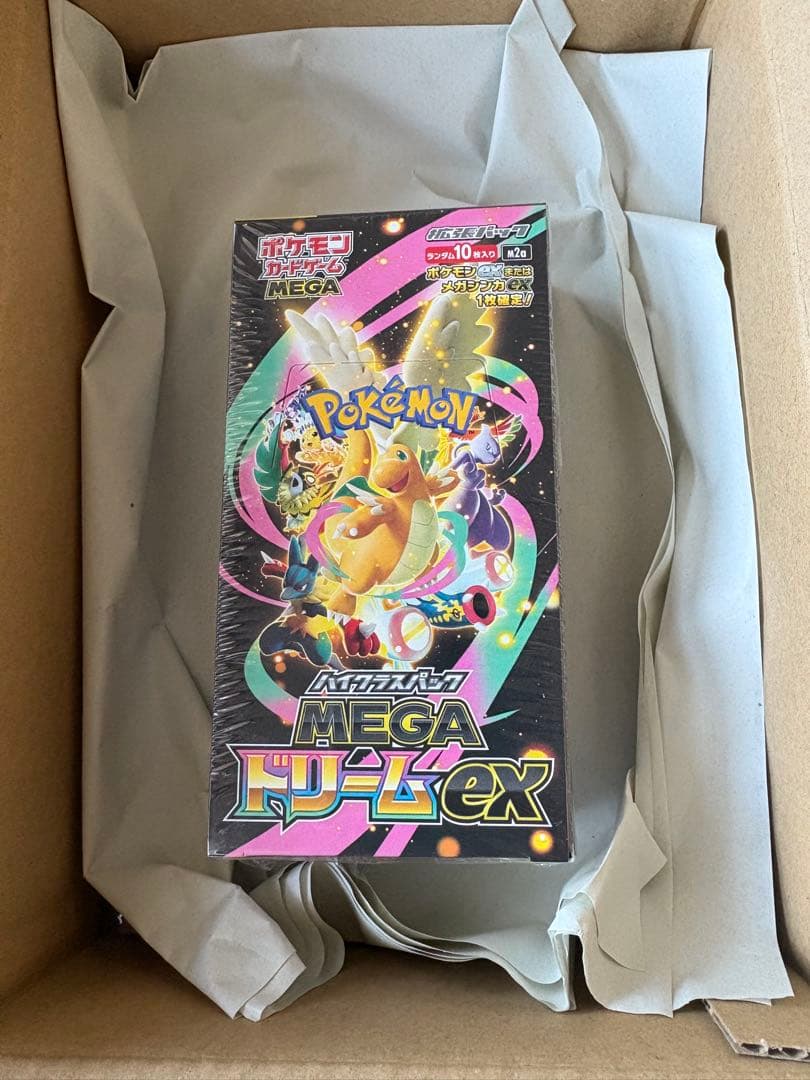 ポケモン
カードゲーム
MEGA
拡張パック
ランダム10枚入り
M2a
ポケモンexまたは
メガシンカex
1枚確定!
POKÉMON
TM
ハイクラスパック
MEGA
ドリームex